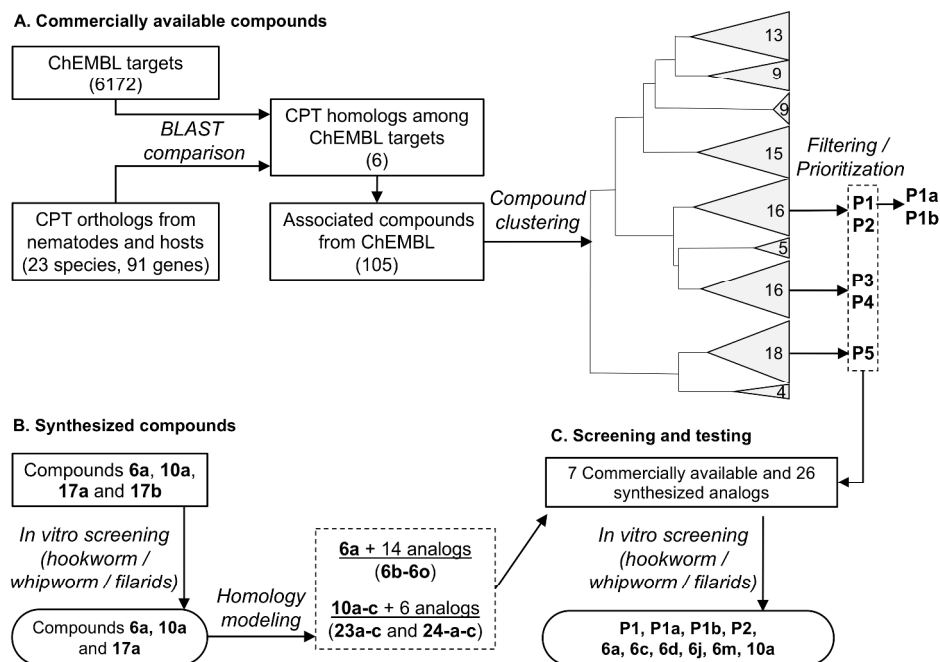 A. Commercially available compounds
ChEMBL targets
(6172)
BLAST
comparison
CPT orthologs from
nematodes and hosts
(23 species, 91 genes)
CPT homologs among
ChEMBL targets
(6)
Associated compounds
from ChEMBL
(105)
Compound
clustering
13
9
9
15
16
5
16
18
4
Filtering /
Prioritization
P1
P2
P3
P4
P5
P1a
P1b
B. Synthesized compounds
Compounds 6a, 10a,
17a and 17b
In vitro screening
(hookworm /
whipworm / filarids)
Compounds 6a, 10a
and 17a
Homology
modeling
6a + 14 analogs
(6b-6o)
10a-c + 6 analogs
(23a-c and 24-a-c)
C. Screening and testing
7 Commercially available and 26
synthesized analogs
In vitro screening
(hookworm /
whipworm / filarids)
P1, P1a, P1b, P2,
6a, 6c, 6d, 6j, 6m, 10a